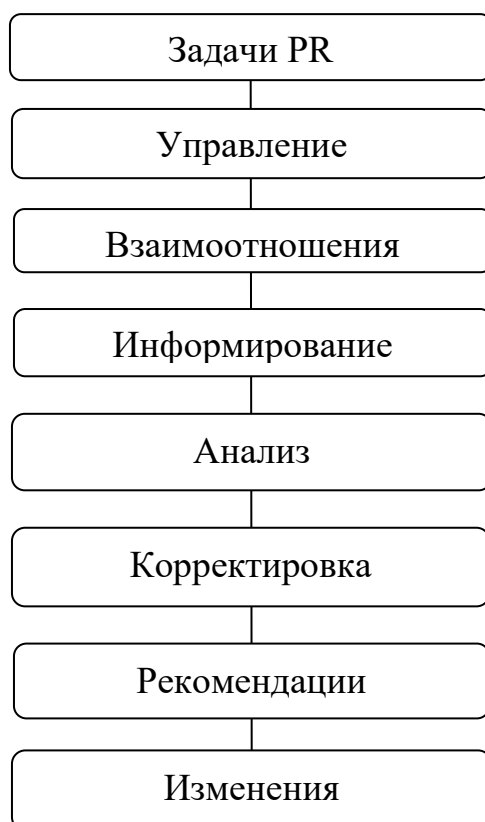 Задачи PR
Управление
Взаимоотношения
Информирование
Анализ
Корректировка
Рекомендации
Изменения